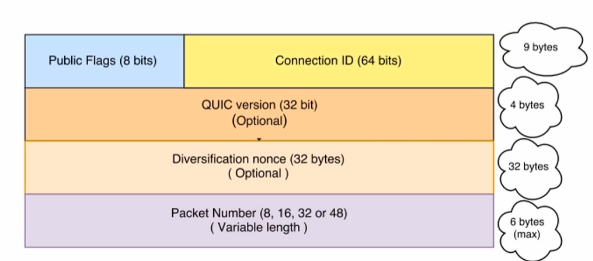 Public Flags (8 bits)
Connection ID (64 bits)
9 bytes
QUIC version (32 bit)
(Optional)
4 bytes
Diversification nonce (32 bytes)
( Optional )
32 bytes
Packet Number (8, 16, 32 or 48)
( Variable length )
6 bytes
(max)